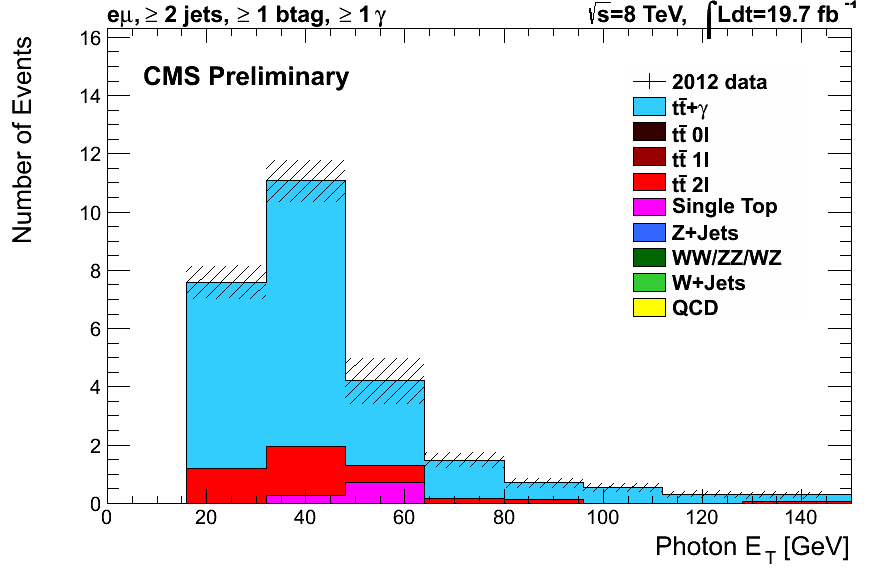 eμ, ≥ 2 jets, ≥ 1 btag, ≥ 1 γ
√s=8 TeV, ∫Ldt=19.7 fb⁻¹
CMS Preliminary
2012 data
tt̄+γ
tt̄ 0l
tt̄ 1l
tt̄ 2l
Single Top
Z+Jets
WW/ZZ/WZ
W+Jets
QCD
Number of Events
16
14
12
10
8
6
4
2
0
0 20 40 60 80 100 120 140
Photon E_T [GeV]